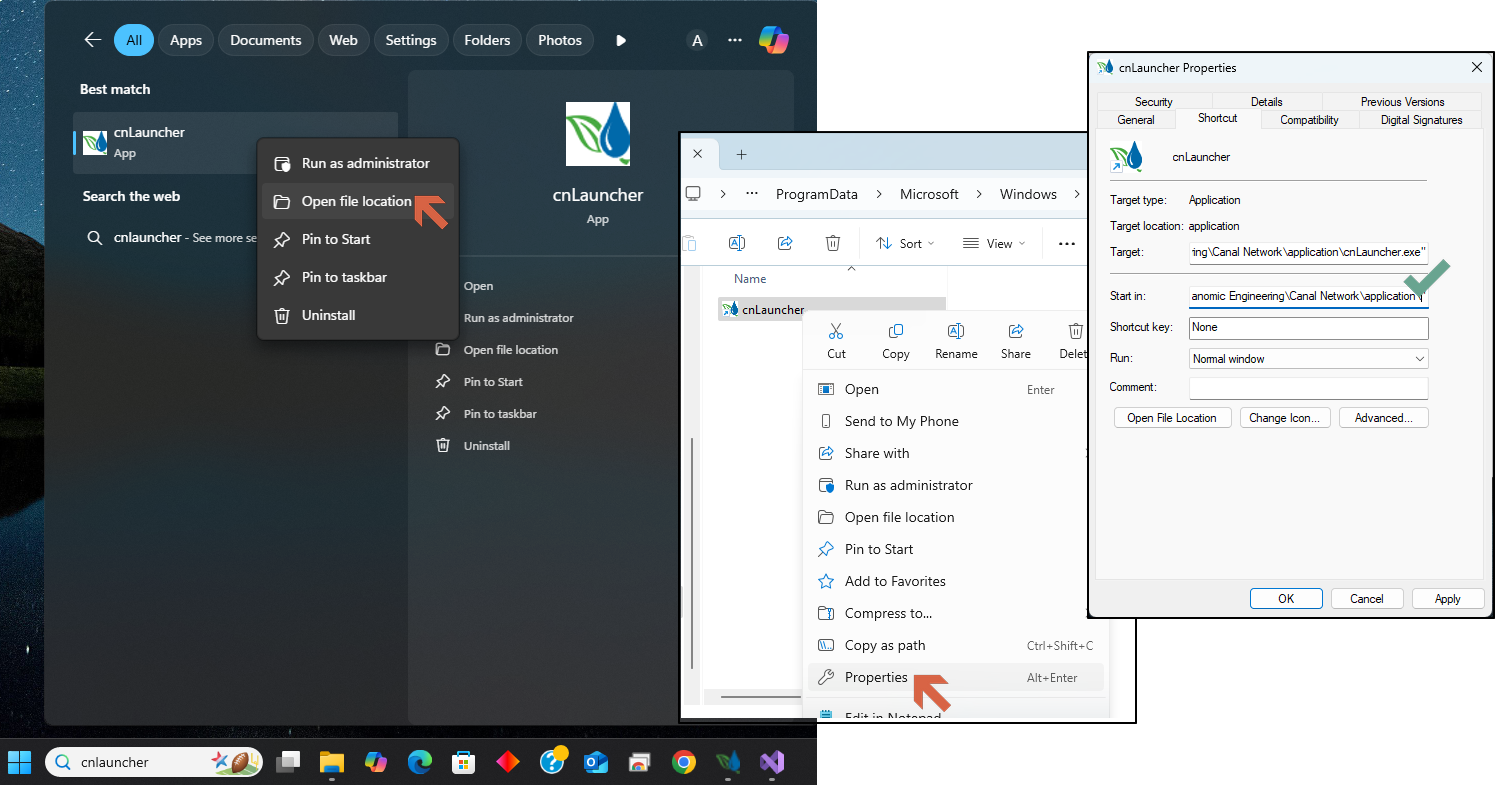 All Apps Documents Web Settings Folders Photos A ...
Best match
cnLauncher
App
Search the web
cnlauncher - See more se
Run as administrator
Open file location
Pin to Start
Pin to taskbar
Uninstall
cnLauncher
App
Open
Run as administrator
Open file location
Pin to Start
Pin to taskbar
Uninstall
cnlauncher
ProgramData Microsoft Windows
Sort View ...
Name
cnLauncher
Cut Copy Rename Share Delet
Open Enter
Send to My Phone
Share with
Run as administrator
Open file location
Pin to Start
Add to Favorites
Compress to...
Copy as path Ctrl+Shift+C
Properties Alt+Enter
Edit in Notepad
cnLauncher Properties
Security Details Previous Versions
General Shortcut Compatibility Digital Signatures
cnLauncher
Target type: Application
Target location: application
Target: ing\Canal Network\application\cnLauncher.exe"
Start in: anomic Engineering\Canal Network\application\
Shortcut key: None
Run: Normal window
Comment:
Open File Location Change Icon... Advanced...
OK Cancel Apply